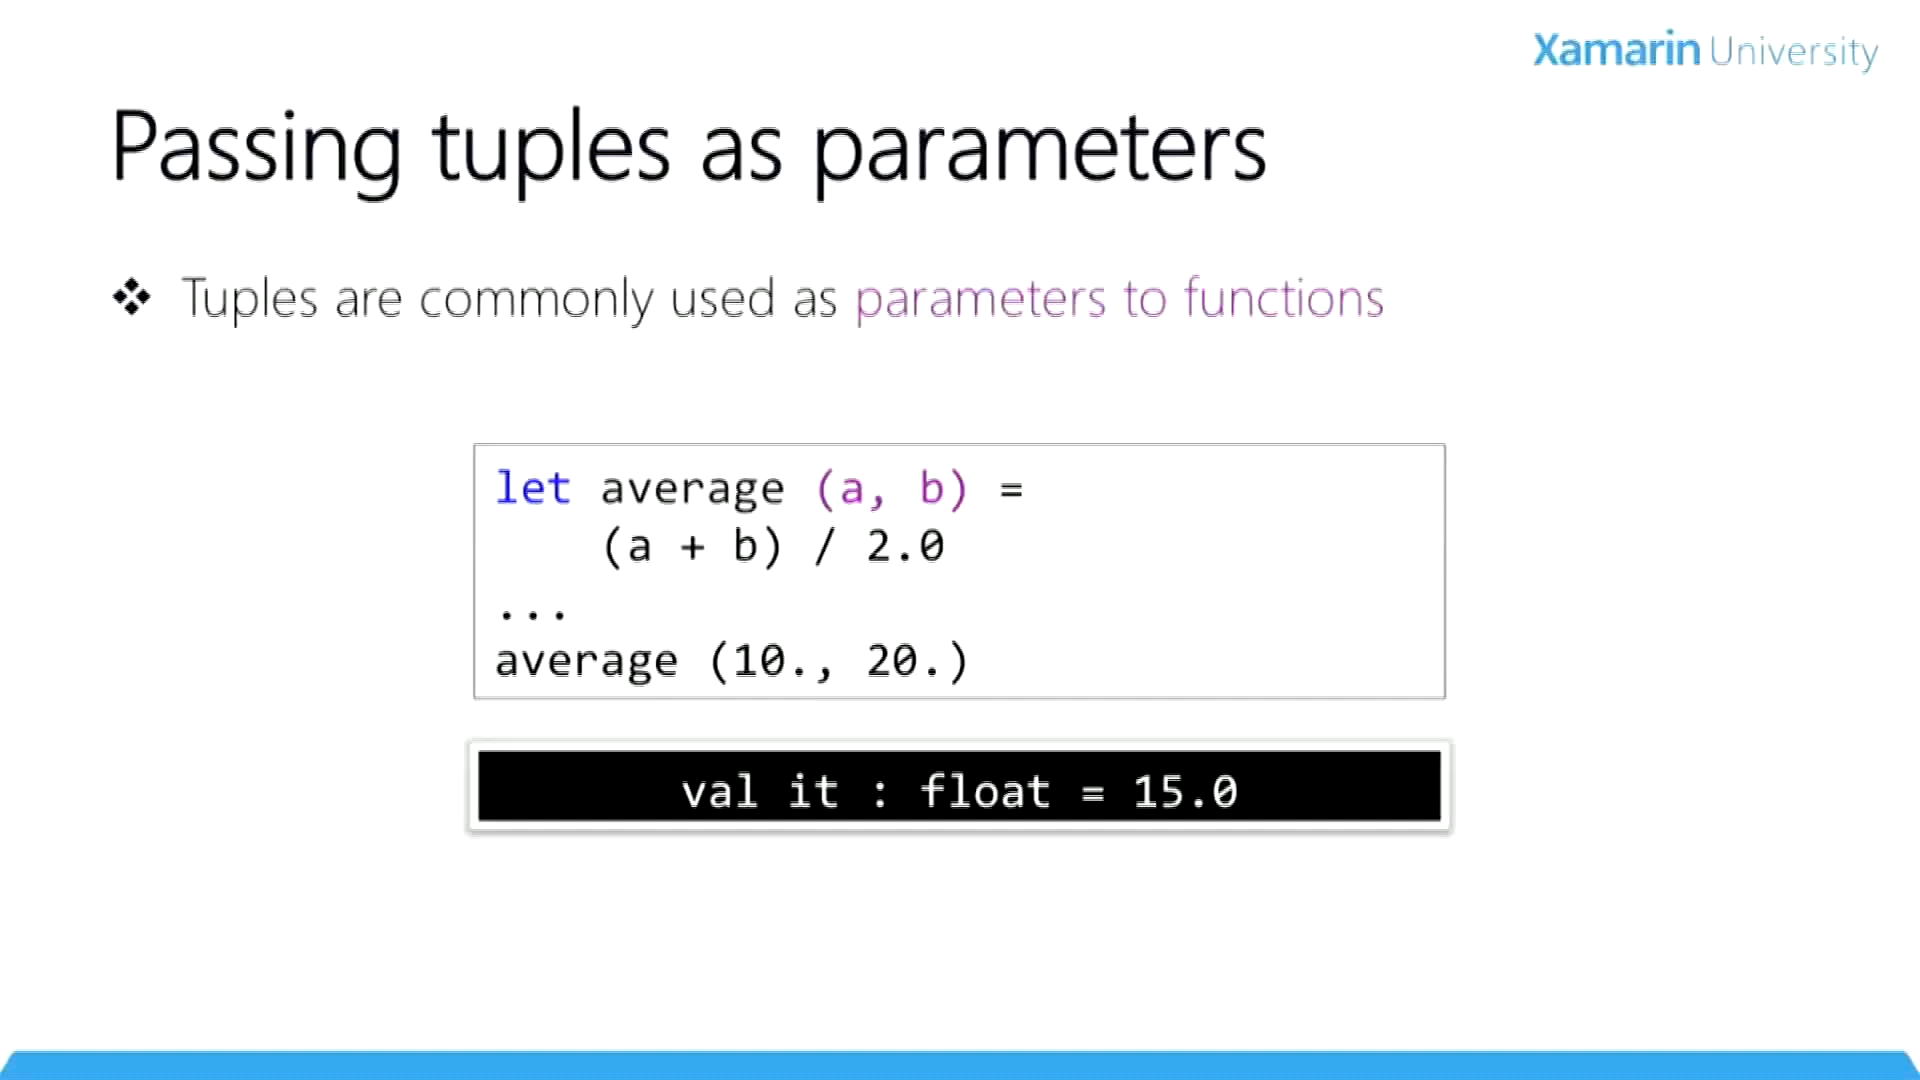 Xamarin University
Passing tuples as parameters
❖ Tuples are commonly used as parameters to functions
let average (a, b) =
    (a + b) / 2.0
...
average (10., 20.)
val it : float = 15.0